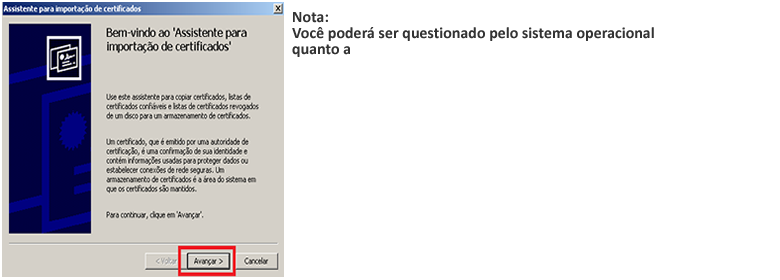 Assistente para importação de certificados
Bem-vindo ao 'Assistente para
importação de certificados'
Use este assistente para copiar certificados, listas de
certificados confiáveis e listas de certificados revogados
de um disco para um armazenamento de certificados.
Um certificado, que é emitido por uma autoridade de
certificação, é uma confirmação de sua identidade e
contém informações usadas para proteger dados ou
estabelecer conexões de rede seguras. Um
armazenamento de certificados é a área do sistema em
que os certificados são mantidos.
Para continuar, clique em 'Avançar'.
< Voltar
Avançar >
Cancelar
Nota:
Você poderá ser questionado pelo sistema operacional
quanto a